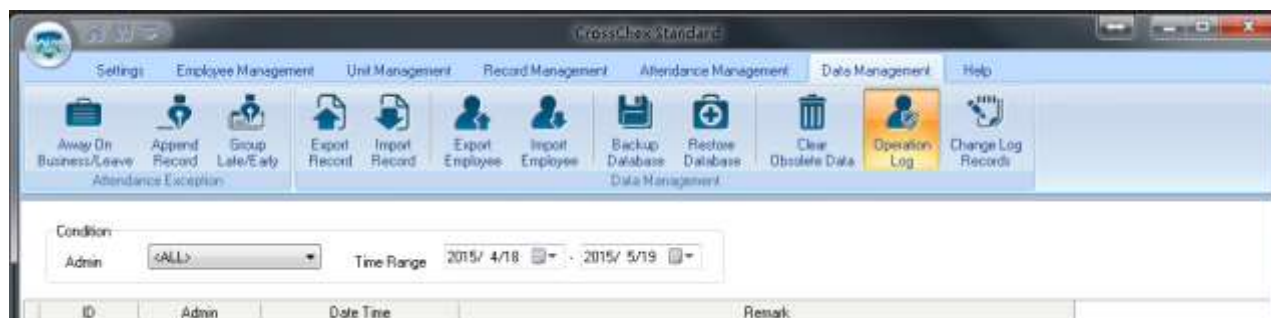 CrossChex Standard
Settings Employee Management Unit Management Record Management Attendance Management Data Management Help
Away On Business/Leave
Append Record
Group Late/Early
Export Record
Import Record
Export Employee
Import Employee
Backup Database
Restore Database
Clear Obsolete Data
Operation Log
Change Log Records
Attendance Exception
Data Management
Condition
Admin <ALL> Time Range 2015/ 4/18 - 2015/ 5/19
ID Admin Date Time Remark